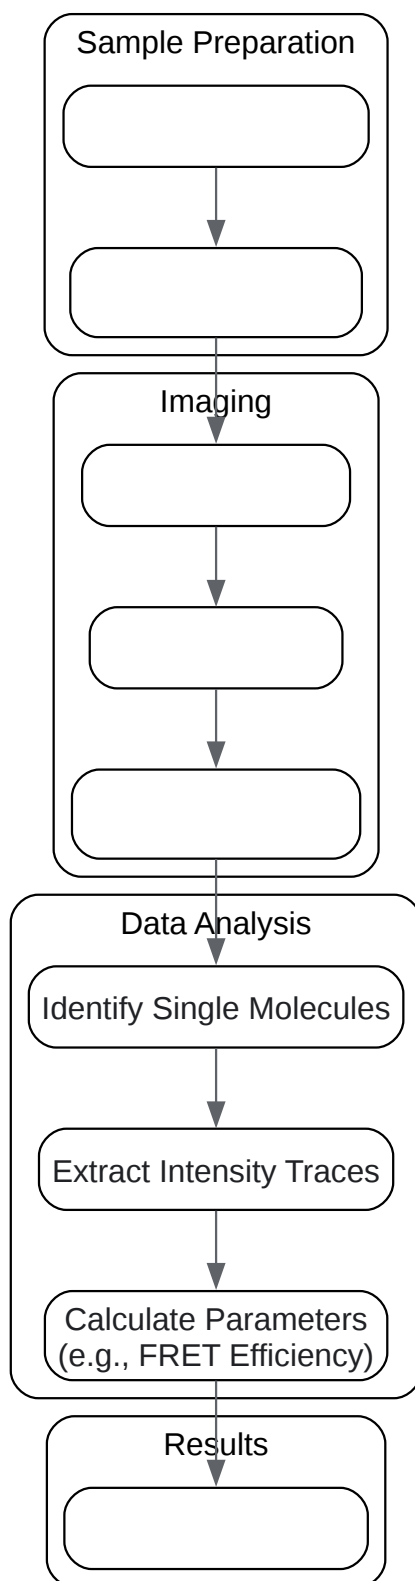 Sample Preparation
Imaging
Data Analysis
Identify Single Molecules
Extract Intensity Traces
Calculate Parameters
(e.g., FRET Efficiency)
Results